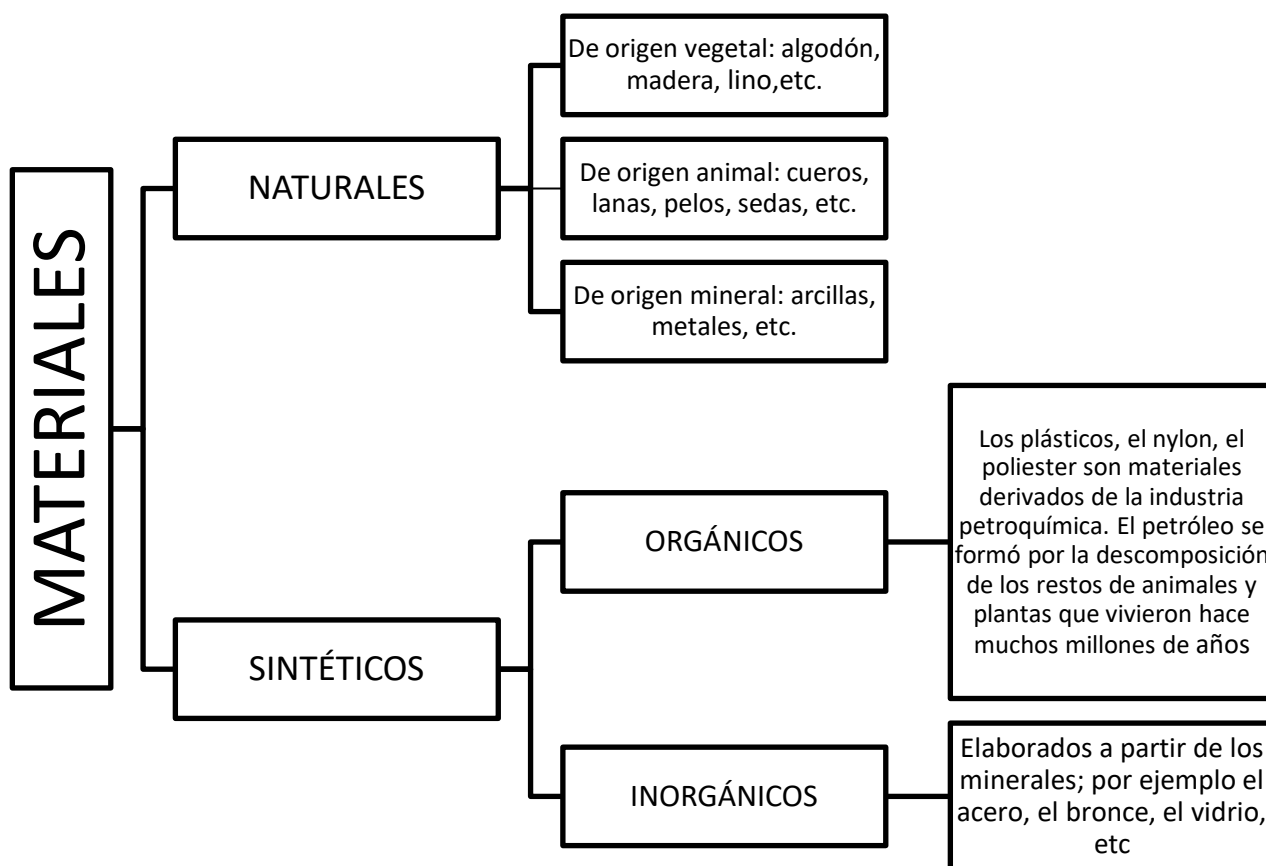 MATERIALES
NATURALES
De origen vegetal: algodón,
madera, lino,etc.
De origen animal: cueros,
lanas, pelos, sedas, etc.
De origen mineral: arcillas,
metales, etc.
SINTÉTICOS
ORGÁNICOS
Los plásticos, el nylon, el
poliester son materiales
derivados de la industria
petroquímica. El petróleo se
formó por la descomposición
de los restos de animales y
plantas que vivieron hace
muchos millones de años
INORGÁNICOS
Elaborados a partir de los
minerales; por ejemplo el
acero, el bronce, el vidrio,
etc